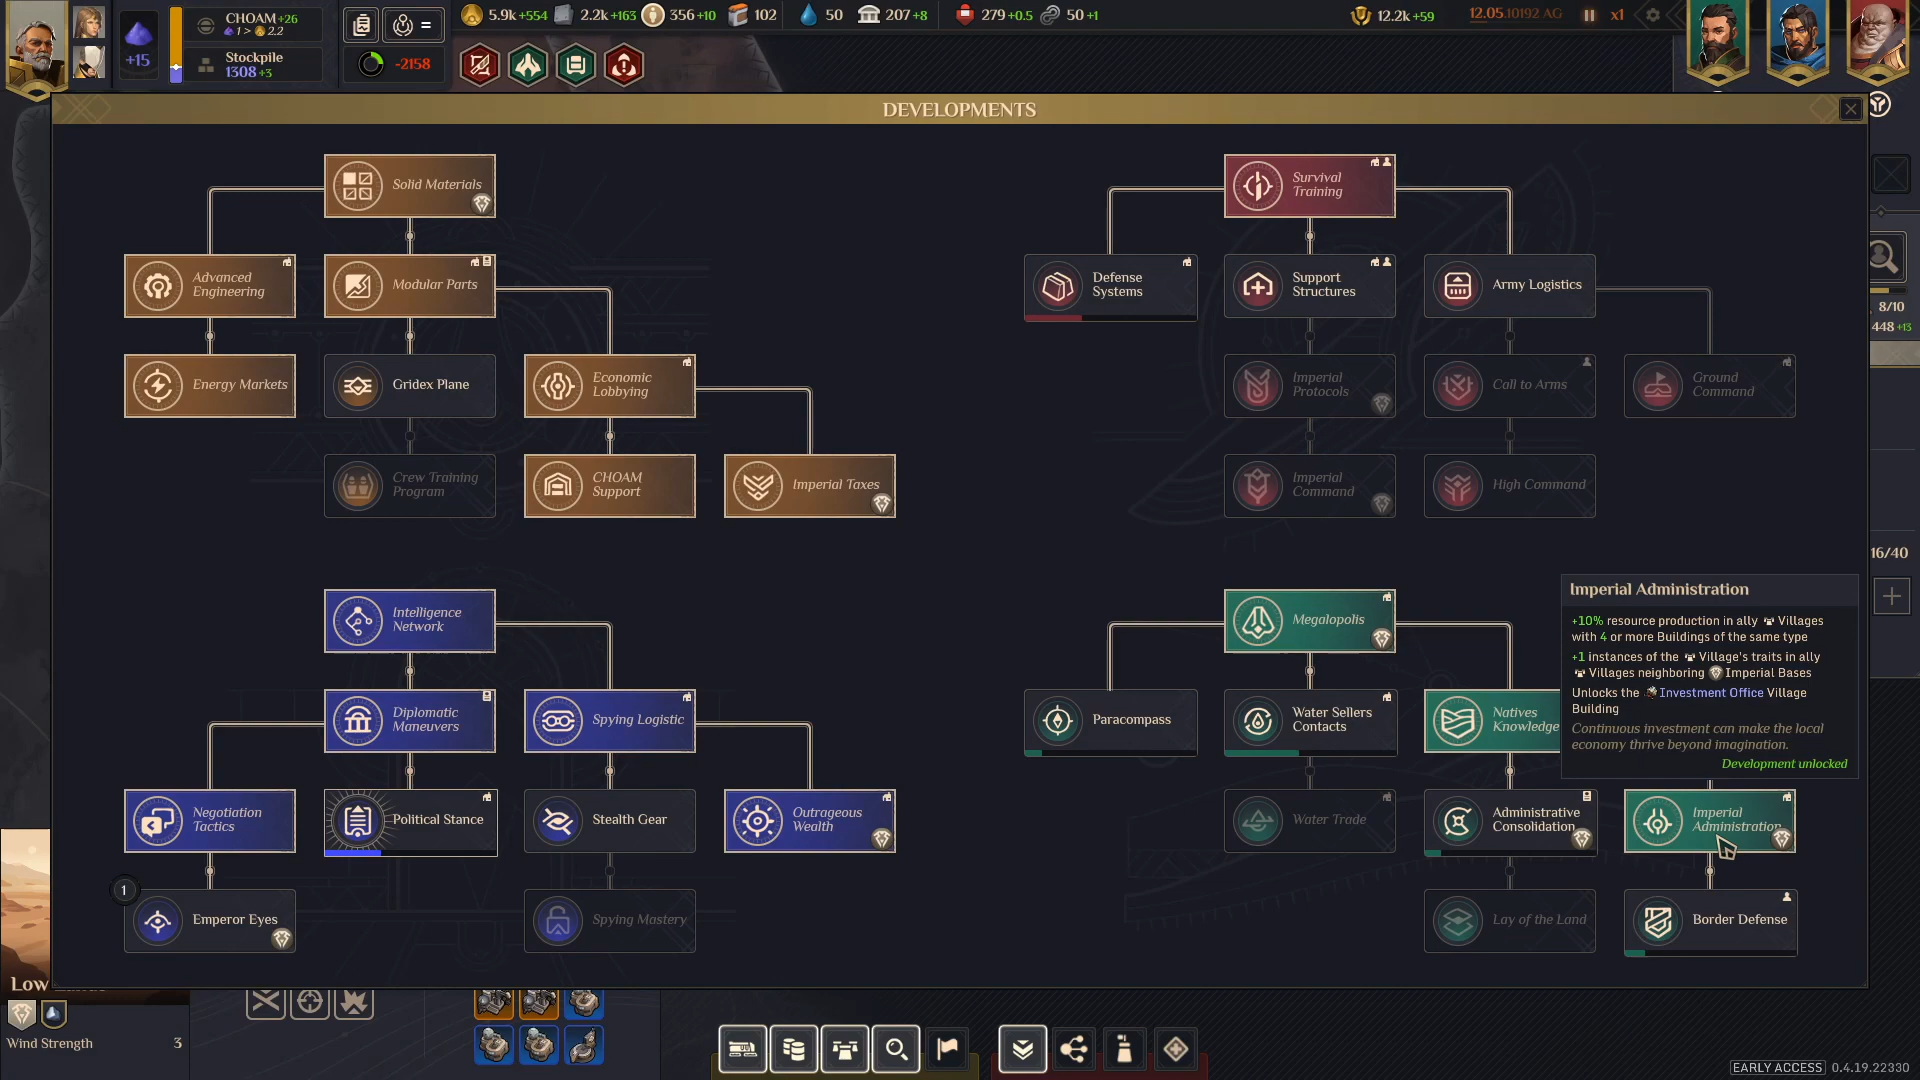 CHOAM +26
1 > 2.2
+15
Stockpile
1308 +3
=
-2158
5.9k +554
2.2k +163
356 +10
102
50
207 +8
279 +0.5
50 +1
12.2k +59
12.05.10192 AG
x1
DEVELOPMENTS
Solid Materials
Advanced
Engineering
Modular Parts
Energy Markets
Gridex Plane
Economic
Lobbying
Crew Training
Program
CHOAM
Support
Imperial Taxes
Survival
Training
Defense
Systems
Support
Structures
Army Logistics
Imperial
Protocols
Call to Arms
Ground
Command
Imperial
Command
High Command
Intelligence
Network
Diplomatic
Maneuvers
Spying Logistic
Negotiation
Tactics
Political Stance
Stealth Gear
Outrageous
Wealth
1
Emperor Eyes
Spying Mastery
Megalopolis
Paracompass
Water Sellers
Contacts
Natives
Knowledge
Water Trade
Administrative
Consolidation
Imperial
Administration
Lay of the Land
Border Defense
Imperial Administration
+10% resource production in ally Villages
with 4 or more Buildings of the same type
+1 instances of the Village's traits in ally
Villages neighboring Imperial Bases
Unlocks the Investment Office Village
Building
Continuous investment can make the local
economy thrive beyond imagination.
Development unlocked
8/10
448 +13
16/40
Low
Wind Strength 3
EARLY ACCESS 0.4.19.22330